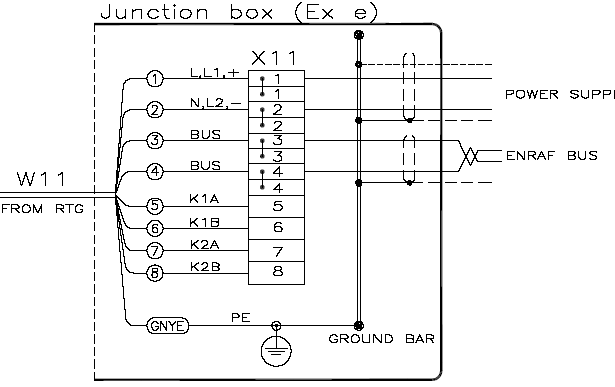 Junction box (Ex e)
X11
1 L,L1,+ 1
1
2 N,L2,- 2
2
POWER SUPPI
3 BUS 3
3
ENRAF BUS
4 BUS 4
4
W11
FROM RTG
5 K1A 5
6 K1B 6
7 K2A 7
8 K2B 8
GNYE PE
GROUND BAR